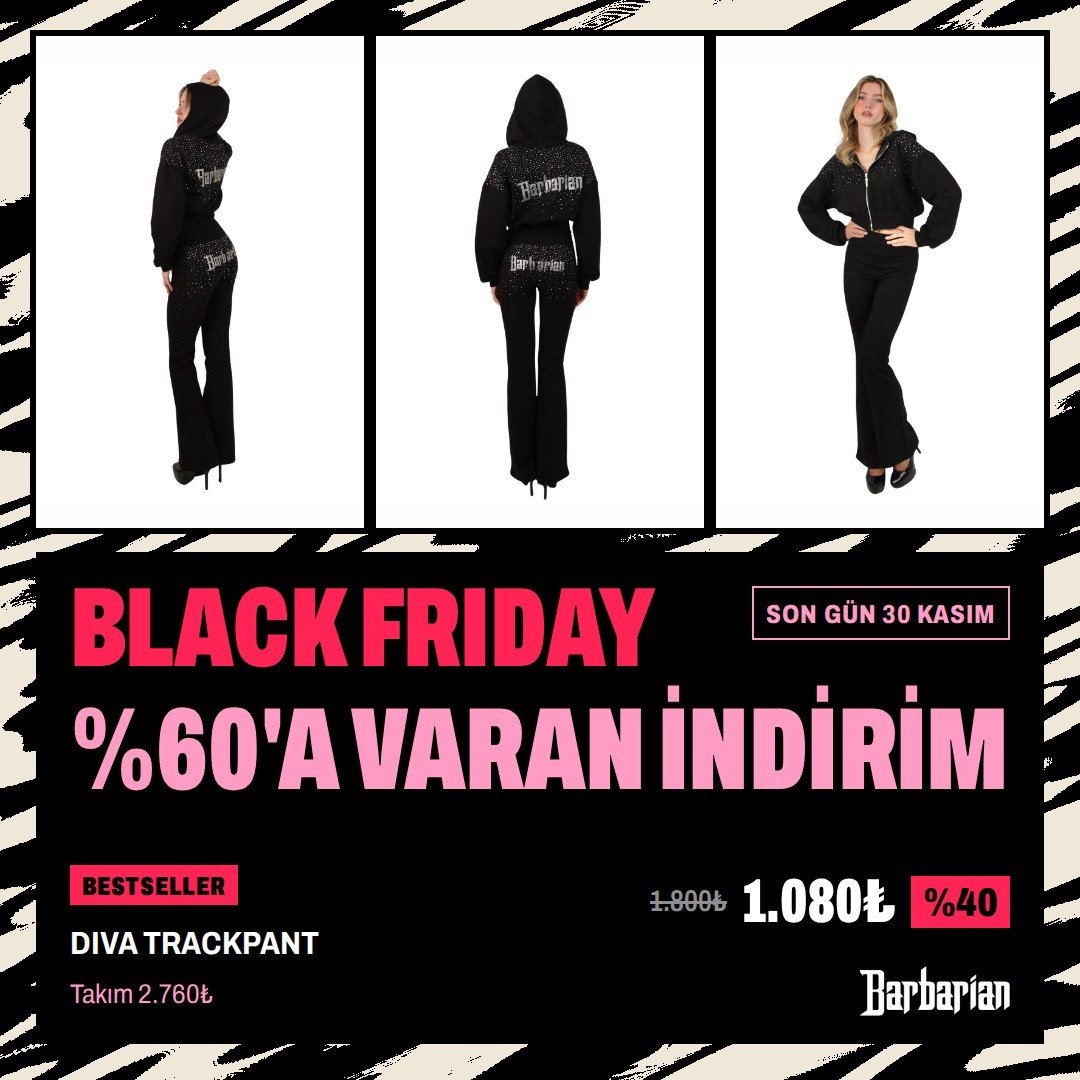 Barbarian
Barbarian
Barbarian
Barbarian
BLACK FRIDAY
SON GÜN 30 KASIM
%60'A VARAN İNDİRİM
BESTSELLER
1.800₺ 1.080₺ %40
DIVA TRACKPANT
Takım 2.760₺
Barbarian